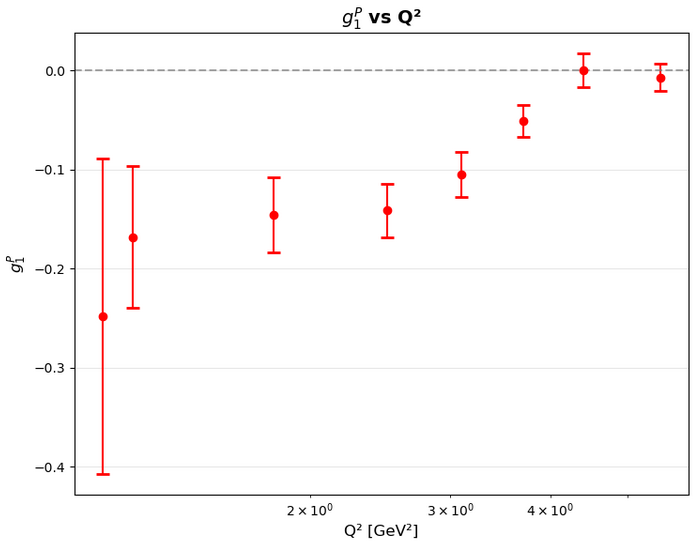 g₁ᴾ vs Q²
0.0
−0.1
−0.2
−0.3
−0.4
g₁ᴾ
2 × 10⁰
3 × 10⁰
4 × 10⁰
Q² [GeV²]